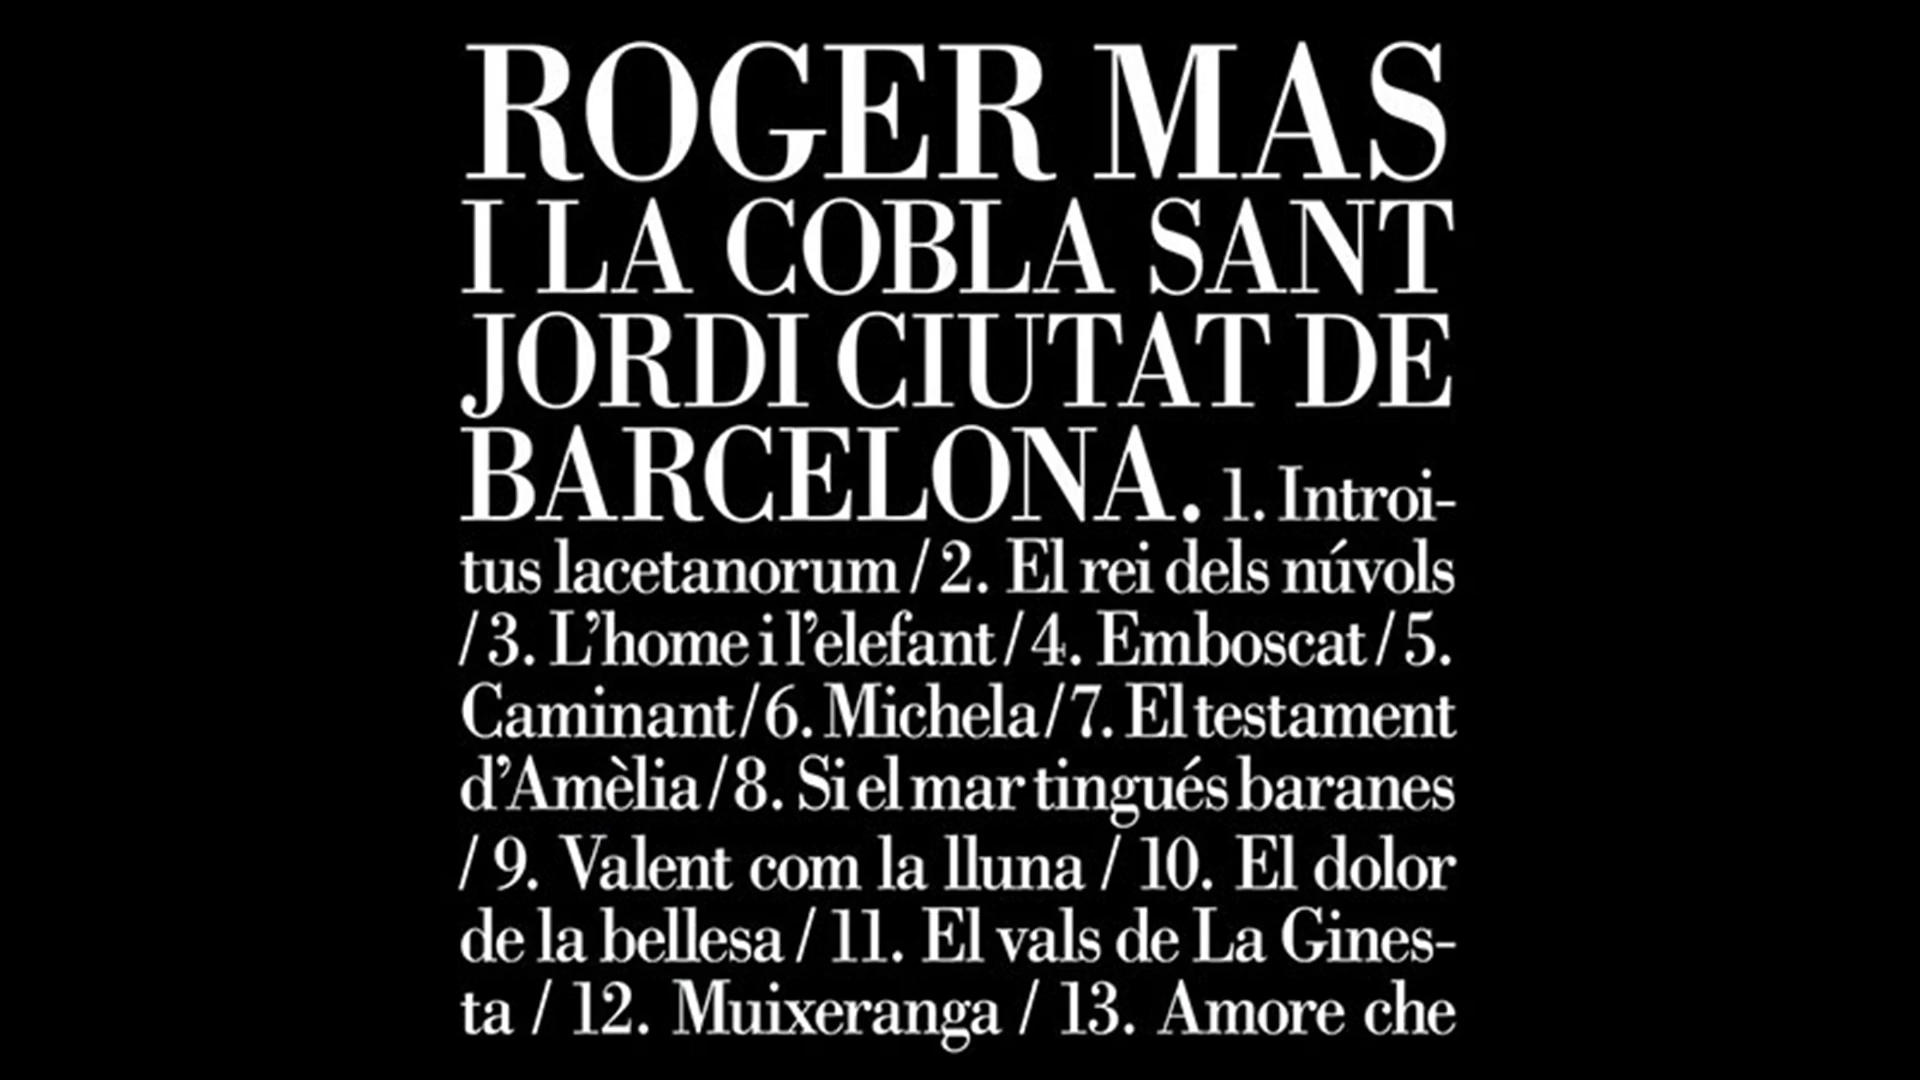 ROGER MAS
I LA COBLA SANT
JORDI CIUTAT DE
BARCELONA. 1. Introi-
tus lacetanorum / 2. El rei dels núvols
/ 3. L’home i l’elefant / 4. Emboscat / 5.
Caminant / 6. Michela / 7. El testament
d’Amèlia / 8. Si el mar tingués baranes
/ 9. Valent com la lluna / 10. El dolor
de la bellesa / 11. El vals de La Gines-
ta / 12. Muixeranga / 13. Amore che